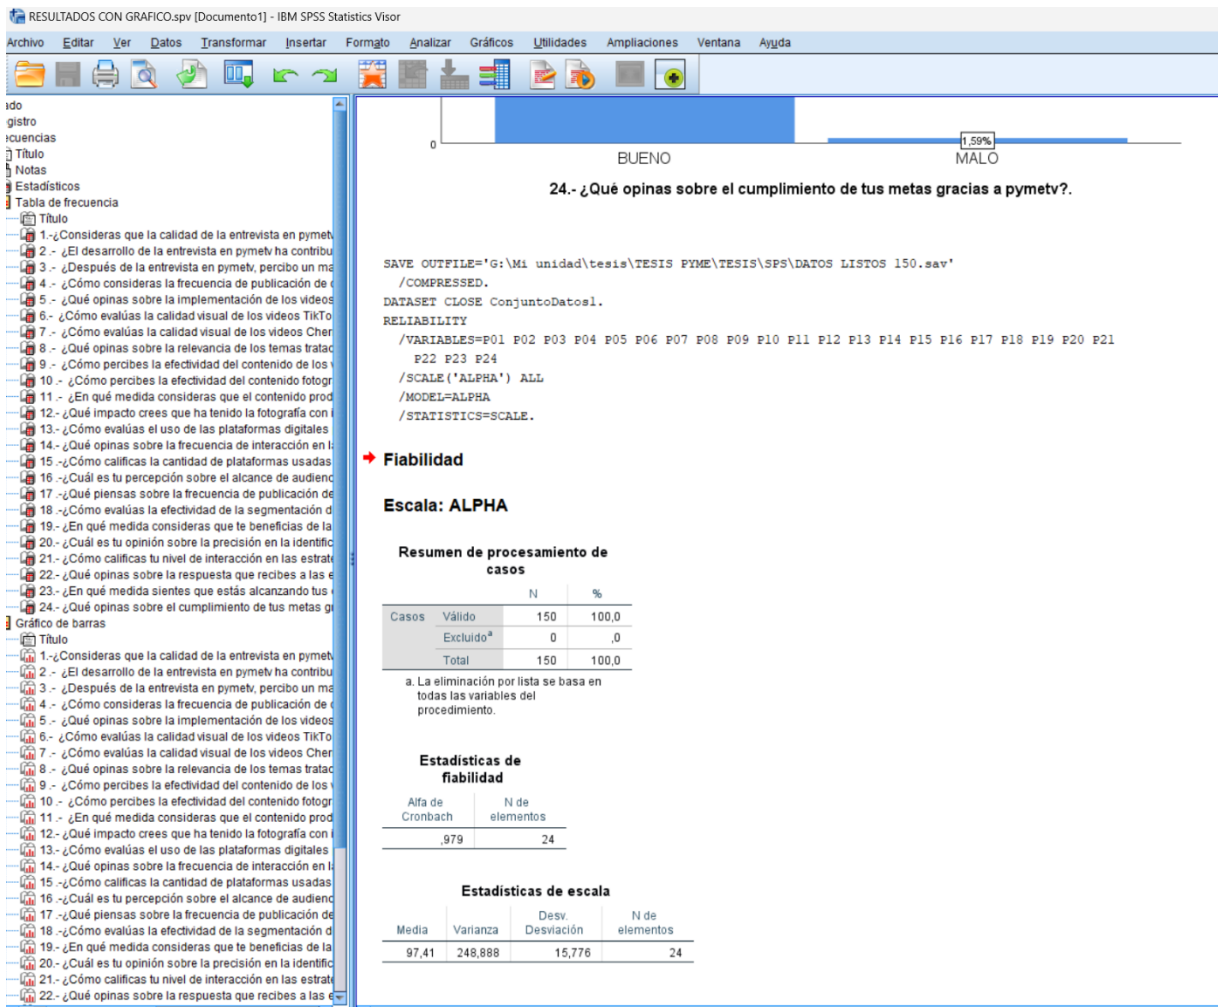 RESULTADOS CON GRAFICO.spv [Documento1] - IBM SPSS Statistics Visor
Archivo Editar Ver Datos Transformar Insertar Formato Analizar Gráficos Utilidades Ampliaciones Ventana Ayuda
ado
gistro
ecuencias
Título
Notas
Estadísticos
Tabla de frecuencia
Título
1.-¿Consideras que la calidad de la entrevista en pymetv
2 .- ¿El desarrollo de la entrevista en pymetv ha contribu
3 .- ¿Después de la entrevista en pymetv, percibo un ma
4 .- ¿Cómo consideras la frecuencia de publicación de
5 .- ¿Qué opinas sobre la implementación de los videos
6.- ¿Cómo evalúas la calidad visual de los videos TikTo
7 .- ¿Cómo evalúas la calidad visual de los videos Cher
8 .- ¿Qué opinas sobre la relevancia de los temas tratac
9 .- ¿Cómo percibes la efectividad del contenido de los
10 .- ¿Cómo percibes la efectividad del contenido fotogr
11 .- ¿En qué medida consideras que el contenido prod
12.- ¿Qué impacto crees que ha tenido la fotografía con i
13.- ¿Cómo evalúas el uso de las plataformas digitales
14.- ¿Qué opinas sobre la frecuencia de interacción en l
15 .-¿Cómo calificas la cantidad de plataformas usadas
16 .-¿Cuál es tu percepción sobre el alcance de audienc
17 .-¿Qué piensas sobre la frecuencia de publicación de
18 .-¿Cómo evalúas la efectividad de la segmentación d
19.- ¿En qué medida consideras que te beneficias de la
20.- ¿Cuál es tu opinión sobre la precisión en la identific
21.- ¿Cómo calificas tu nivel de interacción en las estrate
22.- ¿Qué opinas sobre la respuesta que recibes a las e
23.- ¿En qué medida sientes que estás alcanzando tus
24.- ¿Qué opinas sobre el cumplimiento de tus metas gr
Gráfico de barras
Título
1.-¿Consideras que la calidad de la entrevista en pymetv
2 .- ¿El desarrollo de la entrevista en pymetv ha contribu
3 .- ¿Después de la entrevista en pymetv, percibo un ma
4 .- ¿Cómo consideras la frecuencia de publicación de
5 .- ¿Qué opinas sobre la implementación de los videos
6.- ¿Cómo evalúas la calidad visual de los videos TikTo
7 .- ¿Cómo evalúas la calidad visual de los videos Cher
8 .- ¿Qué opinas sobre la relevancia de los temas tratac
9 .- ¿Cómo percibes la efectividad del contenido de los
10 .- ¿Cómo percibes la efectividad del contenido fotogr
11 .- ¿En qué medida consideras que el contenido prod
12.- ¿Qué impacto crees que ha tenido la fotografía con i
13.- ¿Cómo evalúas el uso de las plataformas digitales
14.- ¿Qué opinas sobre la frecuencia de interacción en l
15 .-¿Cómo calificas la cantidad de plataformas usadas
16 .-¿Cuál es tu percepción sobre el alcance de audienc
17 .-¿Qué piensas sobre la frecuencia de publicación de
18 .-¿Cómo evalúas la efectividad de la segmentación d
19.- ¿En qué medida consideras que te beneficias de la
20.- ¿Cuál es tu opinión sobre la precisión en la identific
21.- ¿Cómo calificas tu nivel de interacción en las estrate
22.- ¿Qué opinas sobre la respuesta que recibes a las e
0
1,59%
BUENO MALO
24.- ¿Qué opinas sobre el cumplimiento de tus metas gracias a pymetv?.
SAVE OUTFILE='G:\Mi unidad\tesis\TESIS PYME\TESIS\SPS\DATOS LISTOS 150.sav'
/COMPRESSED.
DATASET CLOSE ConjuntoDatos1.
RELIABILITY
/VARIABLES=P01 P02 P03 P04 P05 P06 P07 P08 P09 P10 P11 P12 P13 P14 P15 P16 P17 P18 P19 P20 P21
P22 P23 P24
/SCALE('ALPHA') ALL
/MODEL=ALPHA
/STATISTICS=SCALE.
Fiabilidad
Escala: ALPHA
Resumen de procesamiento de
casos
N %
Casos Válido 150 100,0
Excluido a 0 ,0
Total 150 100,0
a. La eliminación por lista se basa en
todas las variables del
procedimiento.
Estadísticas de
fiabilidad
Alfa de N de
Cronbach elementos
,979 24
Estadísticas de escala
Desv. N de
Media Varianza Desviación elementos
97,41 248,888 15,776 24